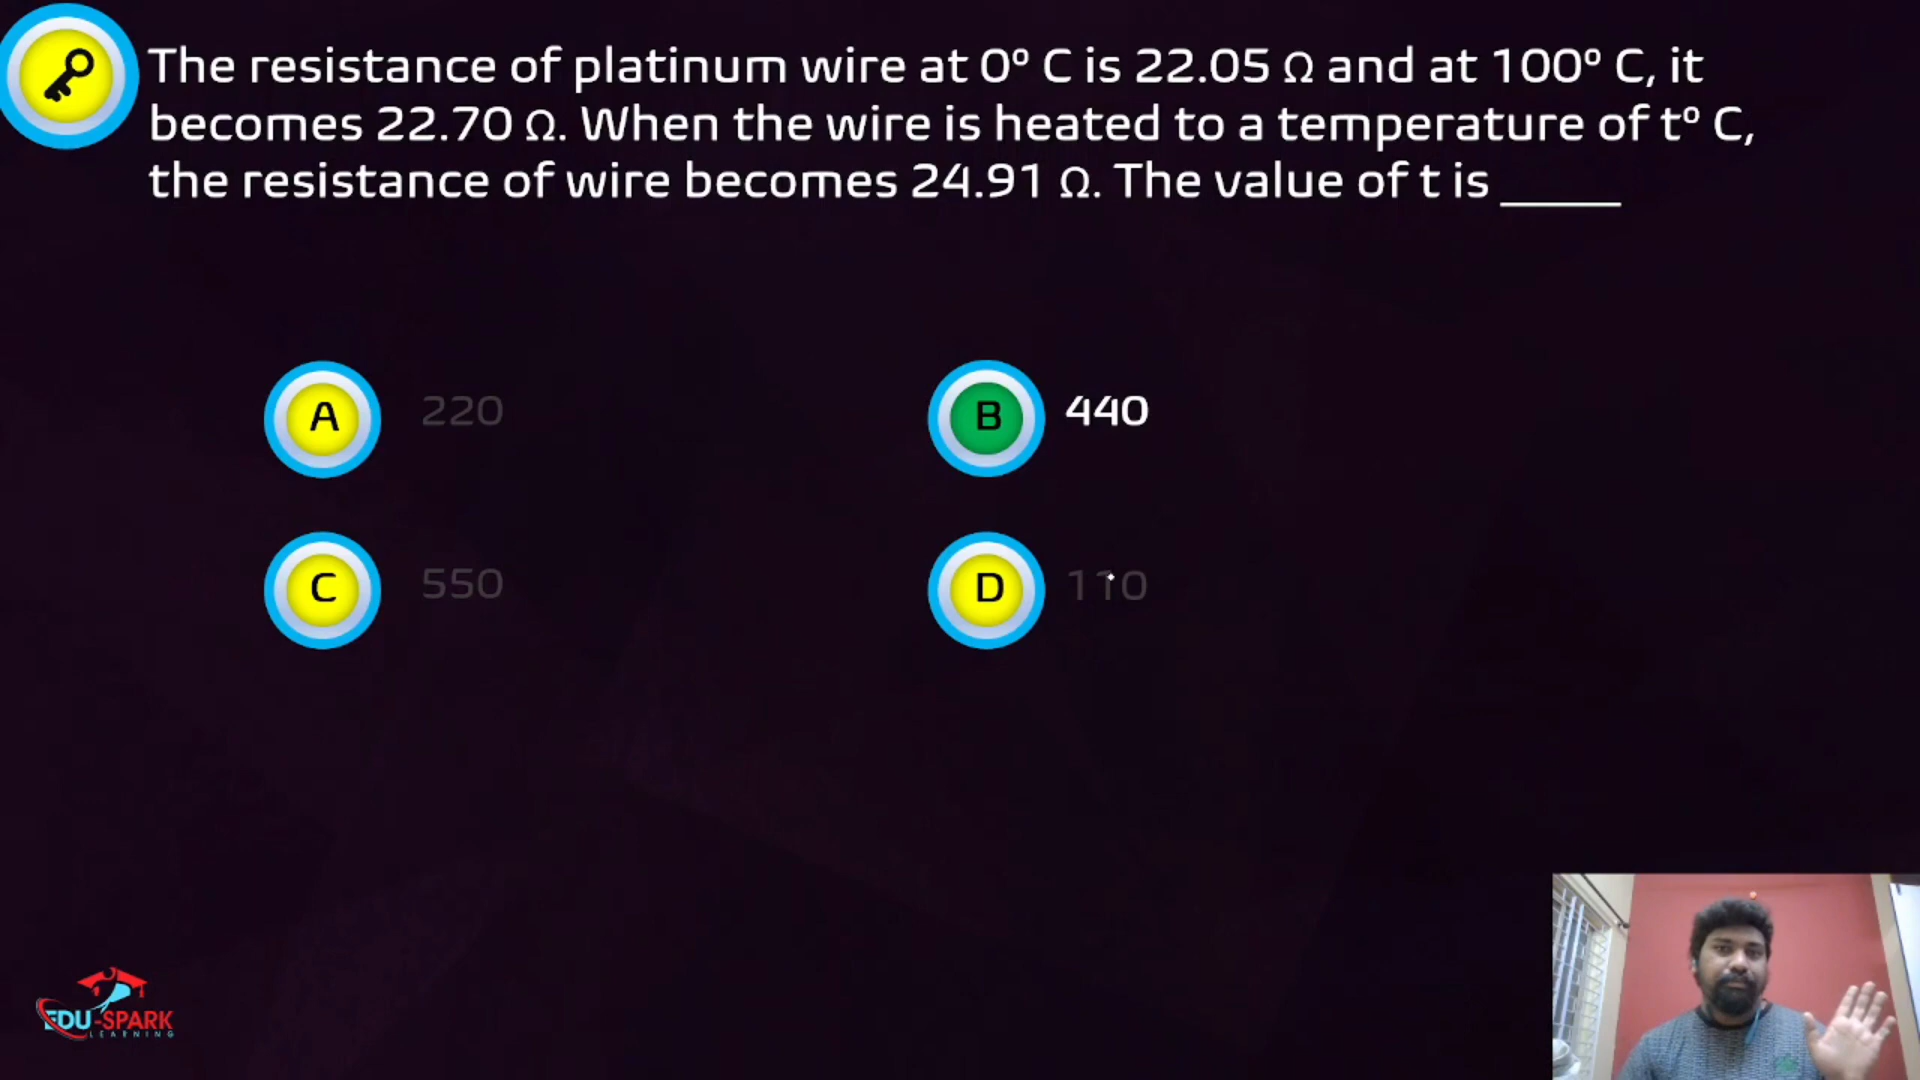 The resistance of platinum wire at 0° C is 22.05 Ω and at 100° C, it
becomes 22.70 Ω. When the wire is heated to a temperature of t° C,
the resistance of wire becomes 24.91 Ω. The value of t is _____
A 220
B 440
C 550
D 110
EDU-SPARK
LEARNING